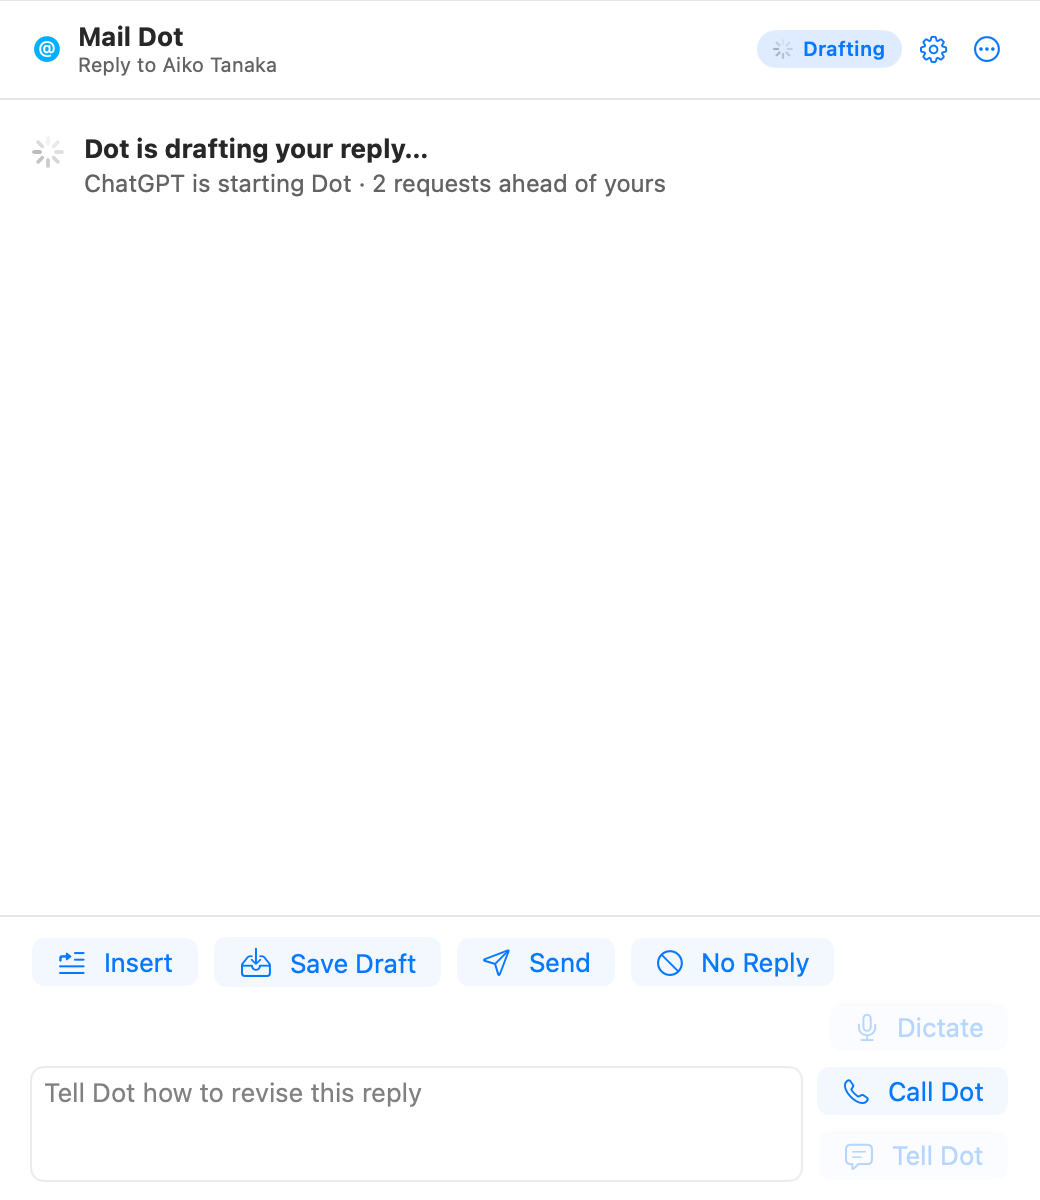 @
Mail Dot
Reply to Aiko Tanaka
Drafting
Dot is drafting your reply...
ChatGPT is starting Dot · 2 requests ahead of yours
Insert
Save Draft
Send
No Reply
Dictate
Tell Dot how to revise this reply
Call Dot
Tell Dot